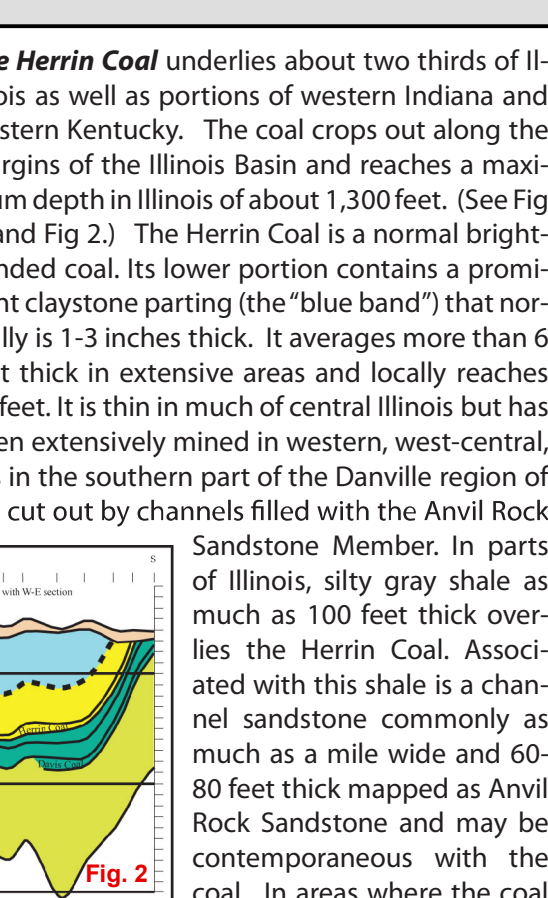 e Herrin Coal underlies about two thirds of Il-
ois as well as portions of western Indiana and
stern Kentucky. The coal crops out along the
rgins of the Illinois Basin and reaches a maxi-
um depth in Illinois of about 1,300 feet. (See Fig
and Fig 2.) The Herrin Coal is a normal bright-
nded coal. Its lower portion contains a promi-
nt claystone parting (the “blue band”) that nor-
lly is 1-3 inches thick. It averages more than 6
t thick in extensive areas and locally reaches
feet. It is thin in much of central Illinois but has
en extensively mined in western, west-central,
s in the southern part of the Danville region of
cut out by channels filled with the Anvil Rock
Sandstone Member. In parts
of Illinois, silty gray shale as
much as 100 feet thick over-
lies the Herrin Coal. Associ-
ated with this shale is a chan-
nel sandstone commonly as
much as a mile wide and 60-
80 feet thick mapped as Anvil
Rock Sandstone and may be
contemporaneous with the
coal. In areas where the coal
S
with W-E section
Herrin Coal
Davis Coal
Fig. 2